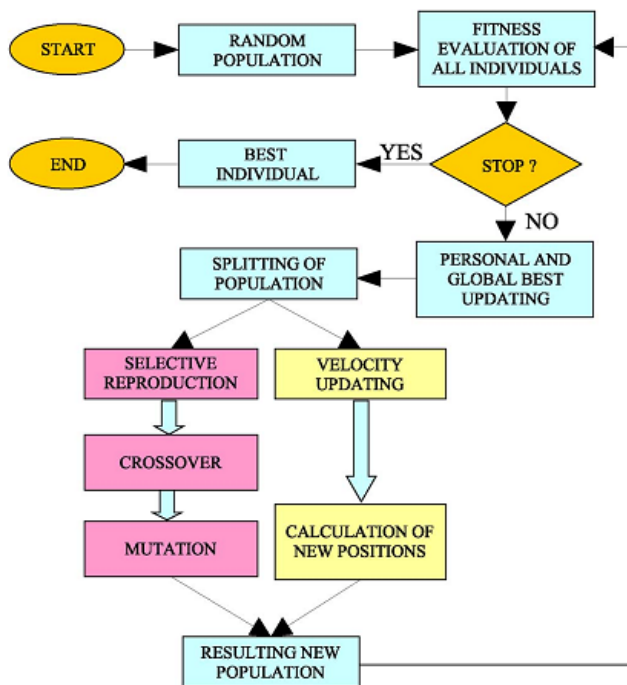 START
RANDOM
POPULATION
FITNESS
EVALUATION OF
ALL INDIVIDUALS
END
BEST
INDIVIDUAL
YES
STOP ?
NO
SPLITTING OF
POPULATION
PERSONAL AND
GLOBAL BEST
UPDATING
SELECTIVE
REPRODUCTION
VELOCITY
UPDATING
CROSSOVER
MUTATION
CALCULATION OF
NEW POSITIONS
RESULTING NEW
POPULATION